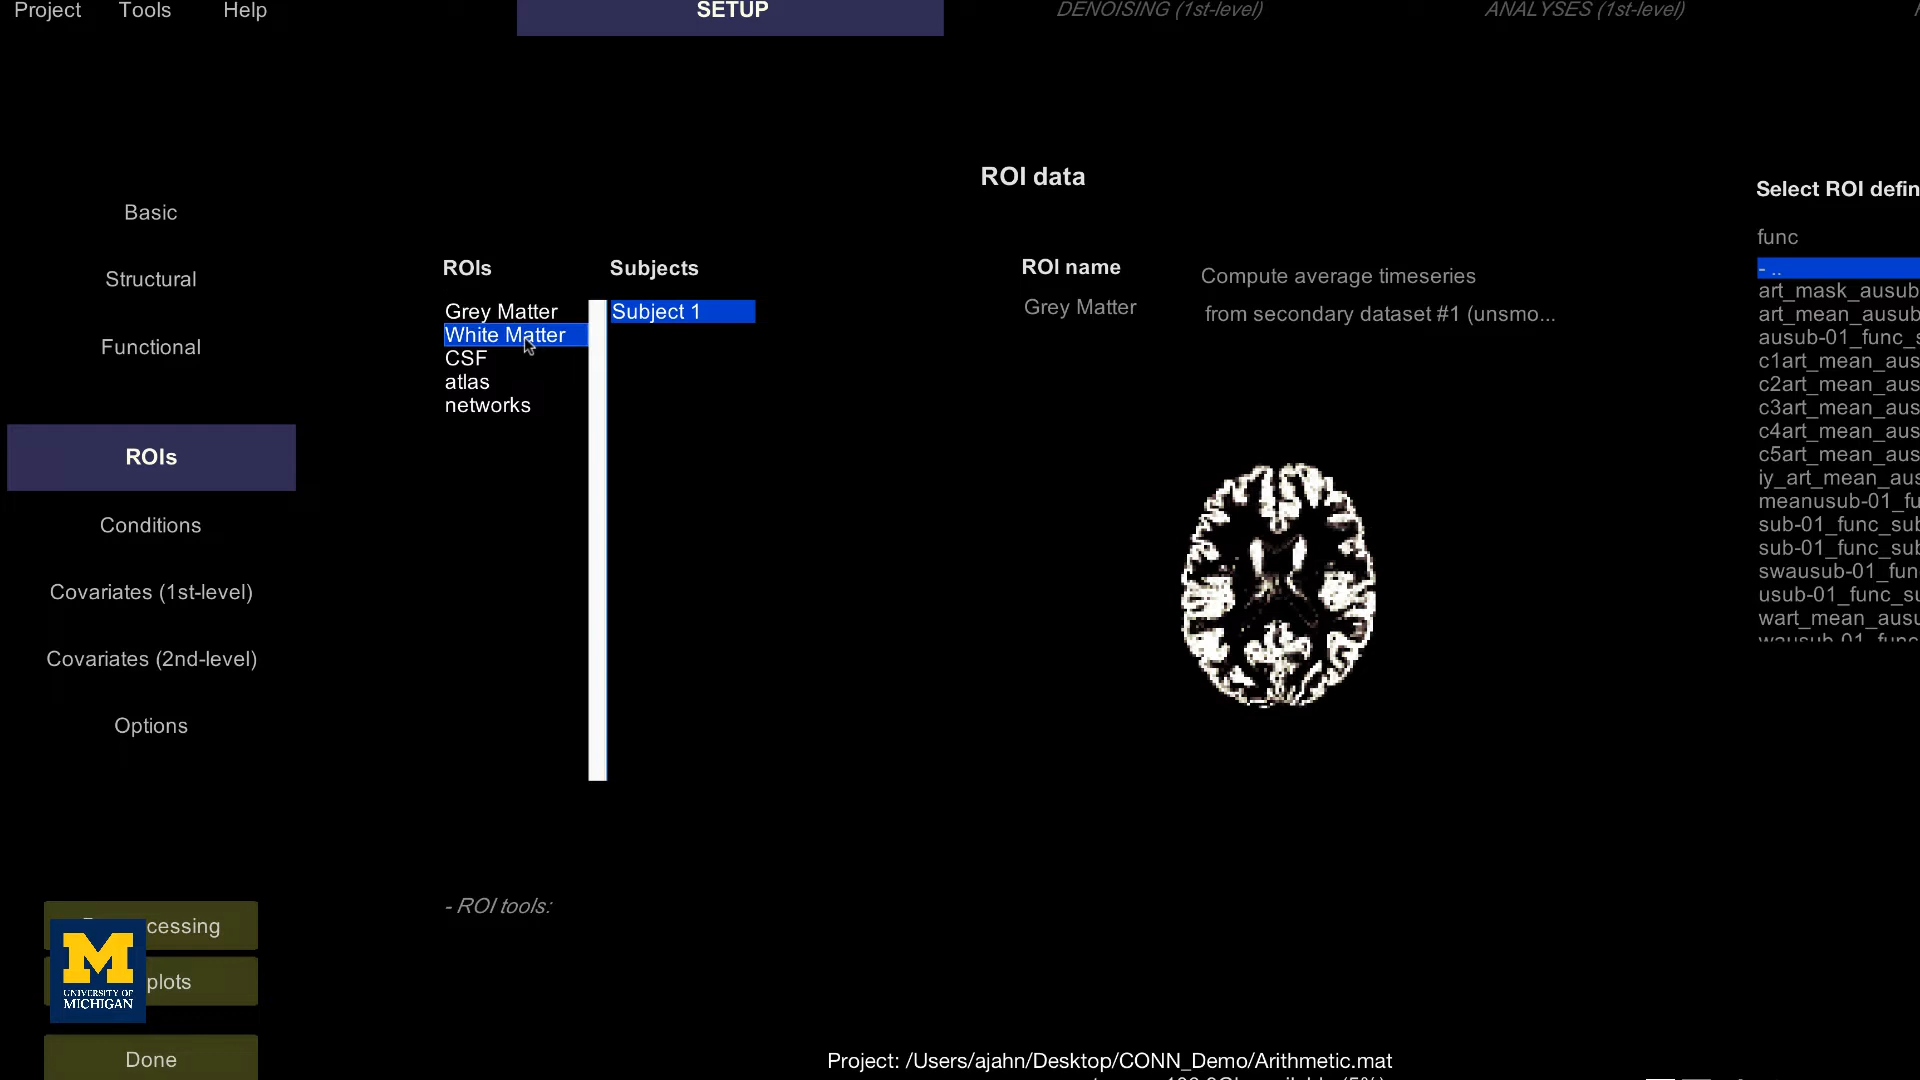 Project Tools Help SETUP DENOISING (1st-level) ANALYSES (1st-level)
ROI data
Basic
Structural
Functional
ROIs
Conditions
Covariates (1st-level)
Covariates (2nd-level)
Options
ROIs
Grey Matter
White Matter
CSF
atlas
networks
Subjects
Subject 1
ROI name
Grey Matter
Compute average timeseries
from secondary dataset #1 (unsmo...
Select ROI defin
func
- ..
art_mask_ausub
art_mean_ausub
ausub-01_func_s
c1art_mean_aus
c2art_mean_aus
c3art_mean_aus
c4art_mean_aus
c5art_mean_aus
iy_art_mean_aus
meanusub-01_fu
sub-01_func_sub
sub-01_func_sub
swausub-01_fun
usub-01_func_su
wart_mean_ausu
wausub-01_func
- ROI tools:
cessing
plots
M
UNIVERSITY OF
MICHIGAN
Done
Project: /Users/ajahn/Desktop/CONN_Demo/Arithmetic.mat